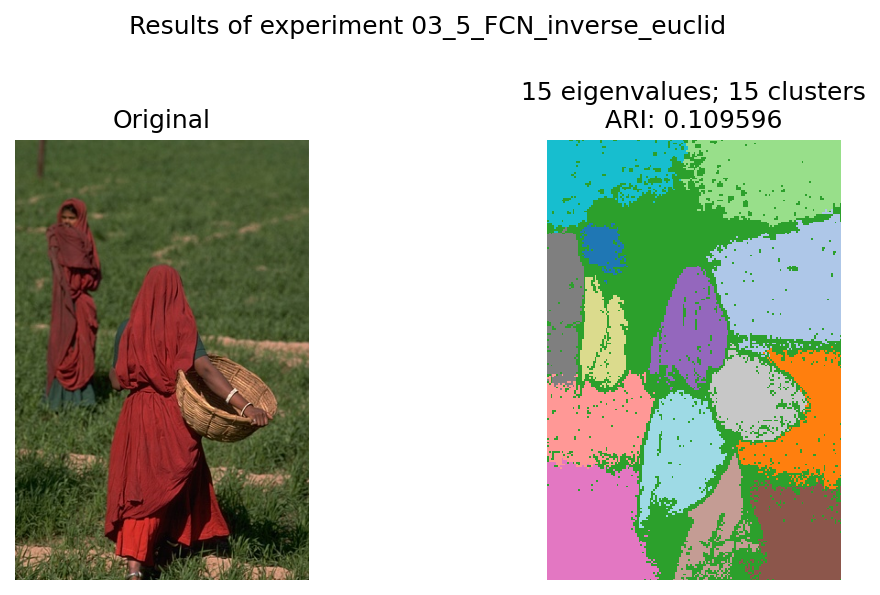 Results of experiment 03_5_FCN_inverse_euclid
Original
15 eigenvalues; 15 clusters
ARI: 0.109596